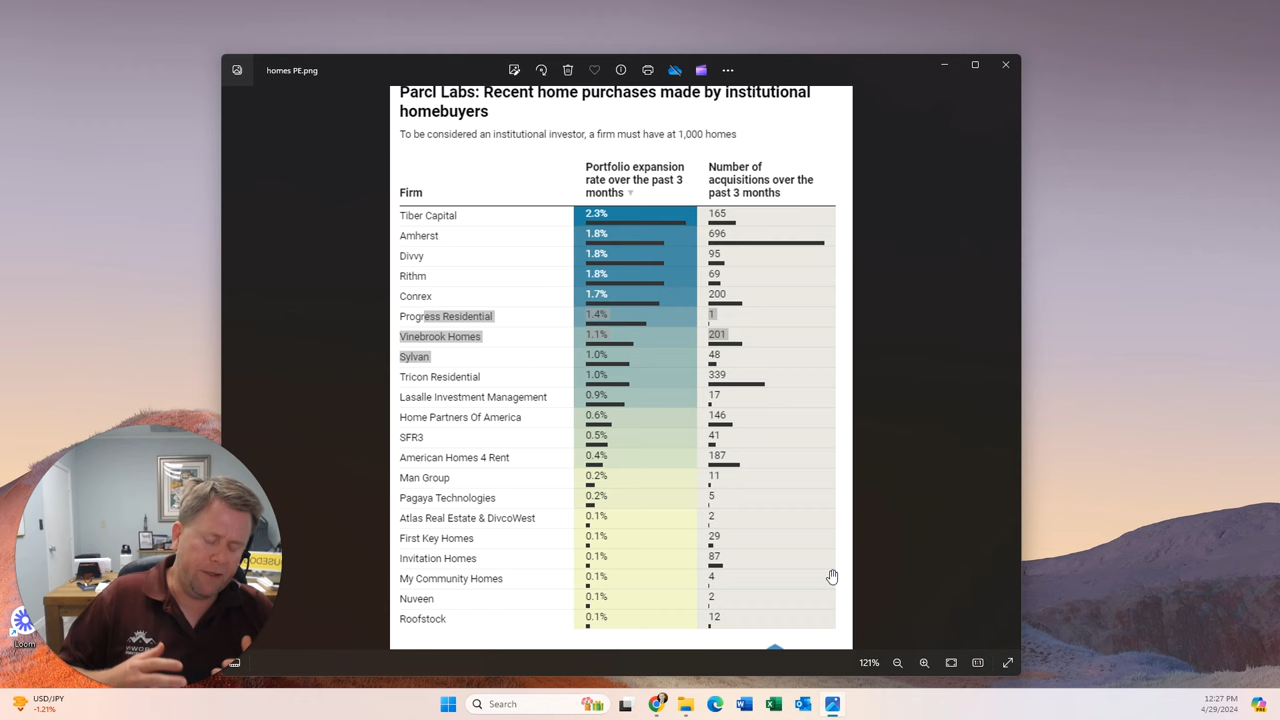 homes PE.png
Parcl Labs: Recent home purchases made by institutional
homebuyers
To be considered an institutional investor, a firm must have at 1,000 homes
Firm Portfolio expansion rate over the past 3 months Number of acquisitions over the past 3 months
Tiber Capital 2.3% 165
Amherst 1.8% 696
Divvy 1.8% 95
Rithm 1.8% 69
Conrex 1.7% 200
Progress Residential 1.4% 1
Vinebrook Homes 1.1% 201
Sylvan 1.0% 48
Tricon Residential 1.0% 339
Lasalle Investment Management 0.9% 17
Home Partners Of America 0.6% 146
SFR3 0.5% 41
American Homes 4 Rent 0.4% 187
Man Group 0.2% 11
Pagaya Technologies 0.2% 5
Atlas Real Estate & DivcoWest 0.1% 2
First Key Homes 0.1% 29
Invitation Homes 0.1% 87
My Community Homes 0.1% 4
Nuveen 0.1% 2
Roofstock 0.1% 12
Loom
121%
USD/JPY
-1.21%
Search
12:27 PM
4/29/2024